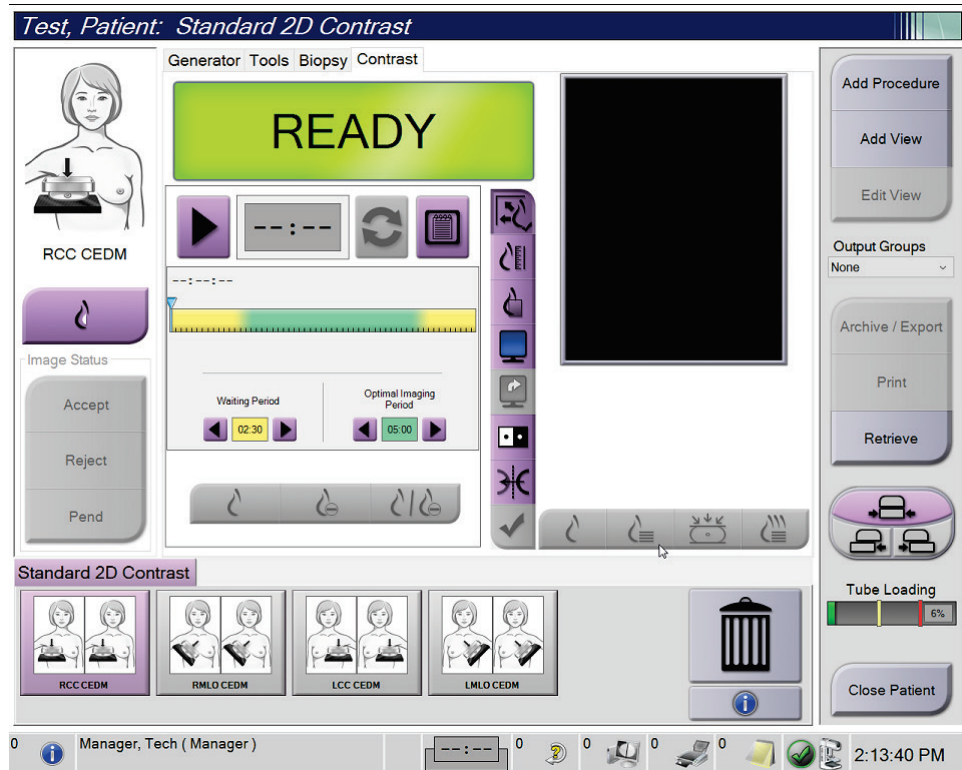 Test, Patient: Standard 2D Contrast
Generator Tools Biopsy Contrast
READY
RCC CEDM
--:--
--:--:--
Waiting Period
Optimal Imaging
Period
02:30
05:00
Image Status
Accept
Reject
Pend
Add Procedure
Add View
Edit View
Output Groups
None
Archive / Export
Print
Retrieve
Tube Loading
6%
Close Patient
Standard 2D Contrast
RCC CEDM
RMLO CEDM
LCC CEDM
LMLO CEDM
0
Manager, Tech ( Manager )
--:--
0
0
0
0
2:13:40 PM